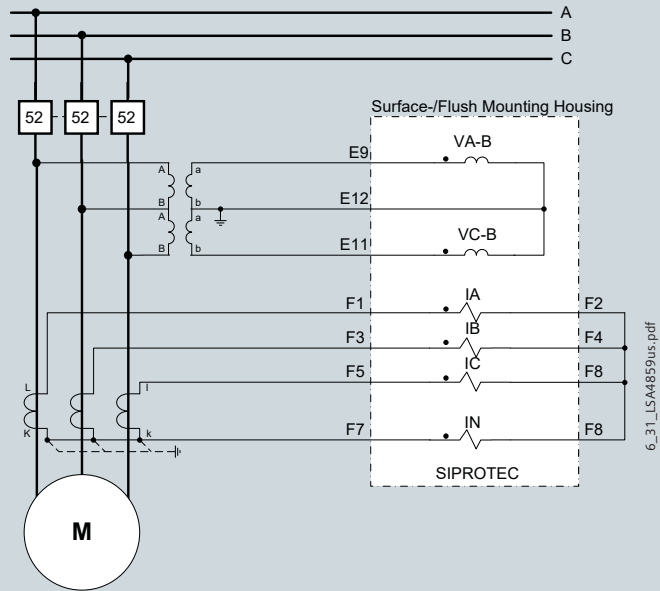 A
B
C
52 52 52
Surface-/Flush Mounting Housing
VA-B
E9
A a
E12
B b
A a
VC-B
E11
B b
IA
F1 F2
IB
F3 F4
IC
F5 F8
L l
IN
F7 F8
K k
SIPROTEC
M
6_31_LSA4859us.pdf